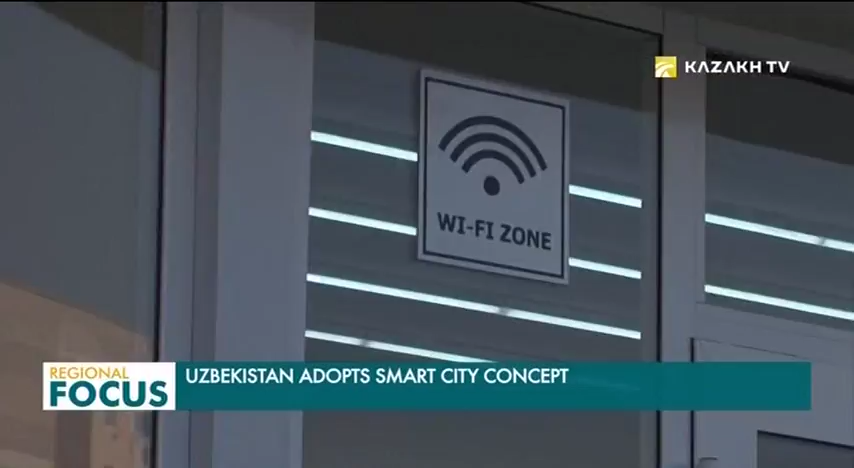 KAZAKH TV
WI-FI ZONE
REGIONAL
FOCUS
UZBEKISTAN ADOPTS SMART CITY CONCEPT